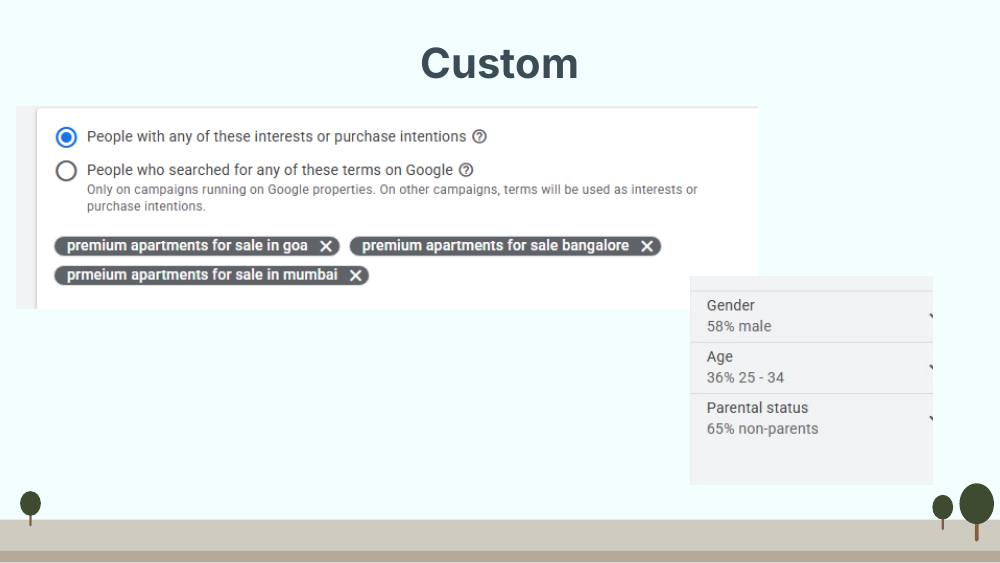 Custom
People with any of these interests or purchase intentions
People who searched for any of these terms on Google
Only on campaigns running on Google properties. On other campaigns, terms will be used as interests or
purchase intentions.
premium apartments for sale in goa
premium apartments for sale bangalore
prmeium apartments for sale in mumbai
Gender
58% male
Age
36% 25 - 34
Parental status
65% non-parents